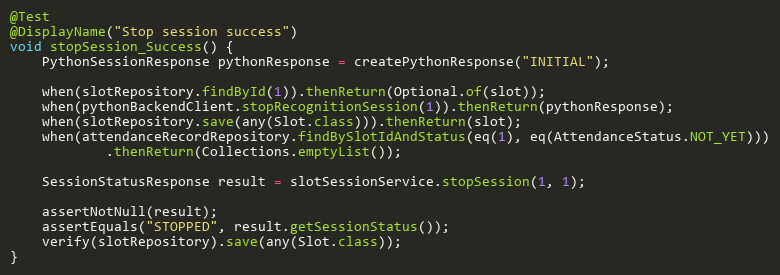 @Test
@DisplayName("Stop session success")
void stopSession_Success() {
    PythonSessionResponse pythonResponse = createPythonResponse("INITIAL");

    when(slotRepository.findById(1)).thenReturn(Optional.of(slot));
    when(pythonBackendClient.stopRecognitionSession(1)).thenReturn(pythonResponse);
    when(slotRepository.save(any(Slot.class))).thenReturn(slot);
    when(attendanceRecordRepository.findBySlotIdAndStatus(eq(1), eq(AttendanceStatus.NOT_YET)))
            .thenReturn(Collections.emptyList());

    SessionStatusResponse result = slotSessionService.stopSession(1, 1);

    assertNotNull(result);
    assertEquals("STOPPED", result.getSessionStatus());
    verify(slotRepository).save(any(Slot.class));
}